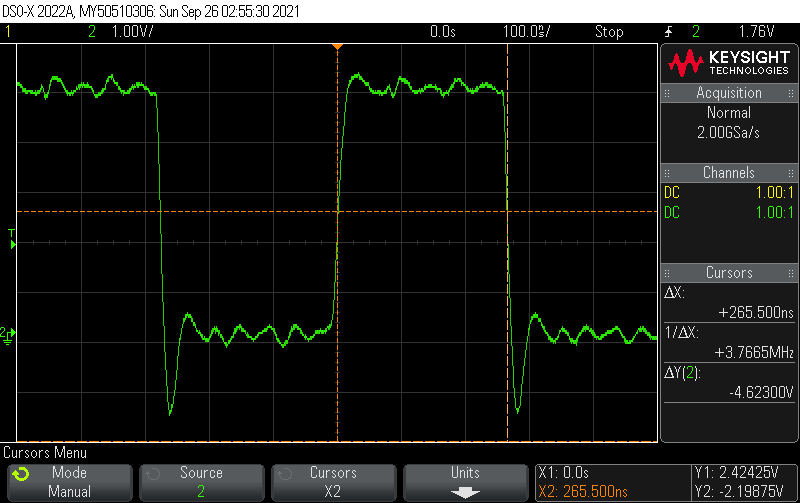 DSO-X 2022A, MY50510306: Sun Sep 26 02:55:30 2021
1 2 1.00V/ 0.0s 100.0ns/ Stop 2 1.76V
KEYSIGHT
TECHNOLOGIES
Acquisition
Normal
2.00GSa/s
Channels
DC 1.00:1
DC 1.00:1
Cursors
ΔX:
+265.500ns
1/ΔX:
+3.7665MHz
ΔY(2):
-4.62300V
T
2
Cursors Menu
Mode
Manual
Source
2
Cursors
X2
Units
X1: 0.0s
X2: 265.500ns
Y1: 2.42425V
Y2: -2.19875V